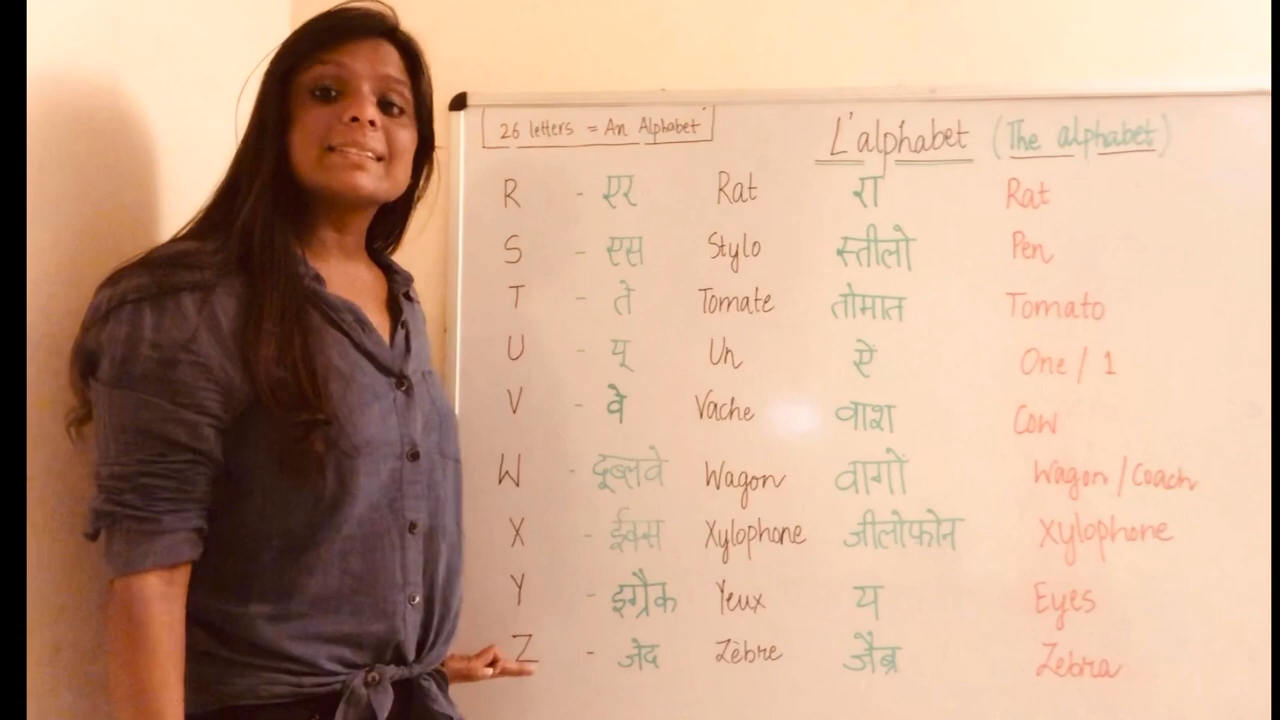 26 letters = An Alphabet
L'alphabet (The alphabet)
R - एर Rat रा Rat
S - एस Stylo स्तीलो Pen
T - ते Tomate तोमात Tomato
U - यू Un ऐं One / 1
V - वे Vache वाश Cow
W - दूब्लवे Wagon वागों Wagon / Coach
X - ईक्स Xylophone जीलोफोन Xylophone
Y - इग्रैक Yeux य Eyes
Z - जेद Zèbre जैब्र Zebra